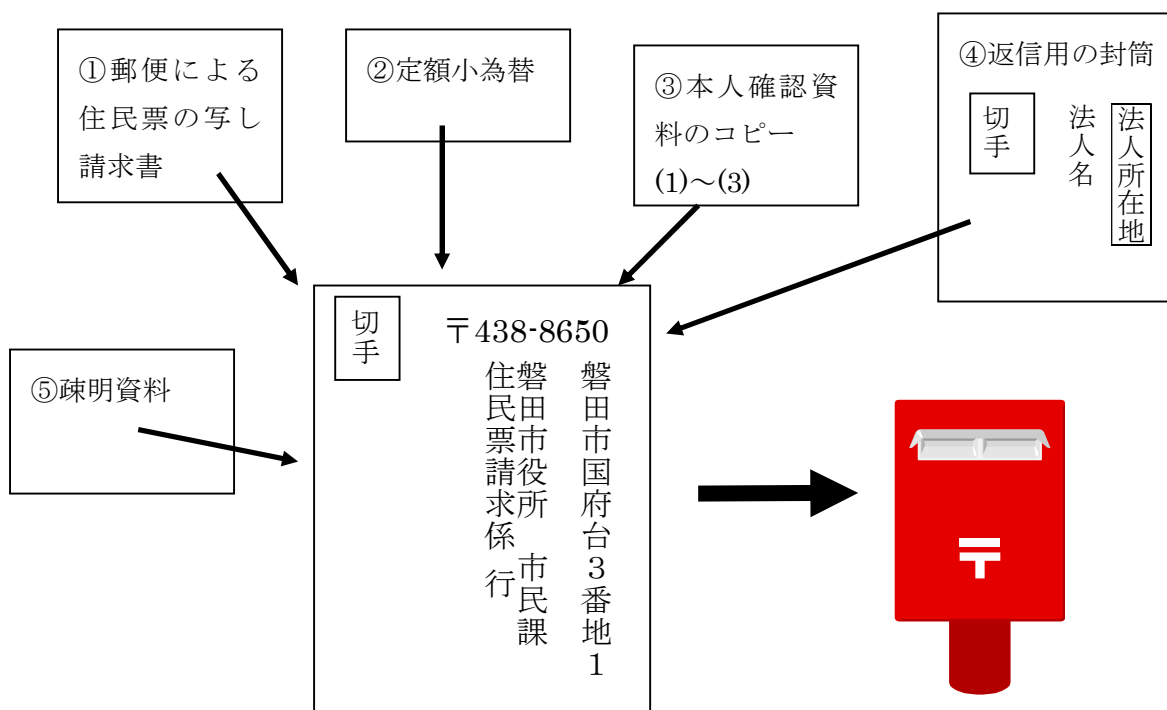 ①郵便による
住民票の写し
請求書
②定額小為替
③本人確認資
料のコピー
(1)～(3)
④返信用の封筒
切手
法人所在地
法人名
⑤疎明資料
切手
〒438-8650
磐田市国府台３番地１
磐田市役所　市民課
住民票請求係 行
〒